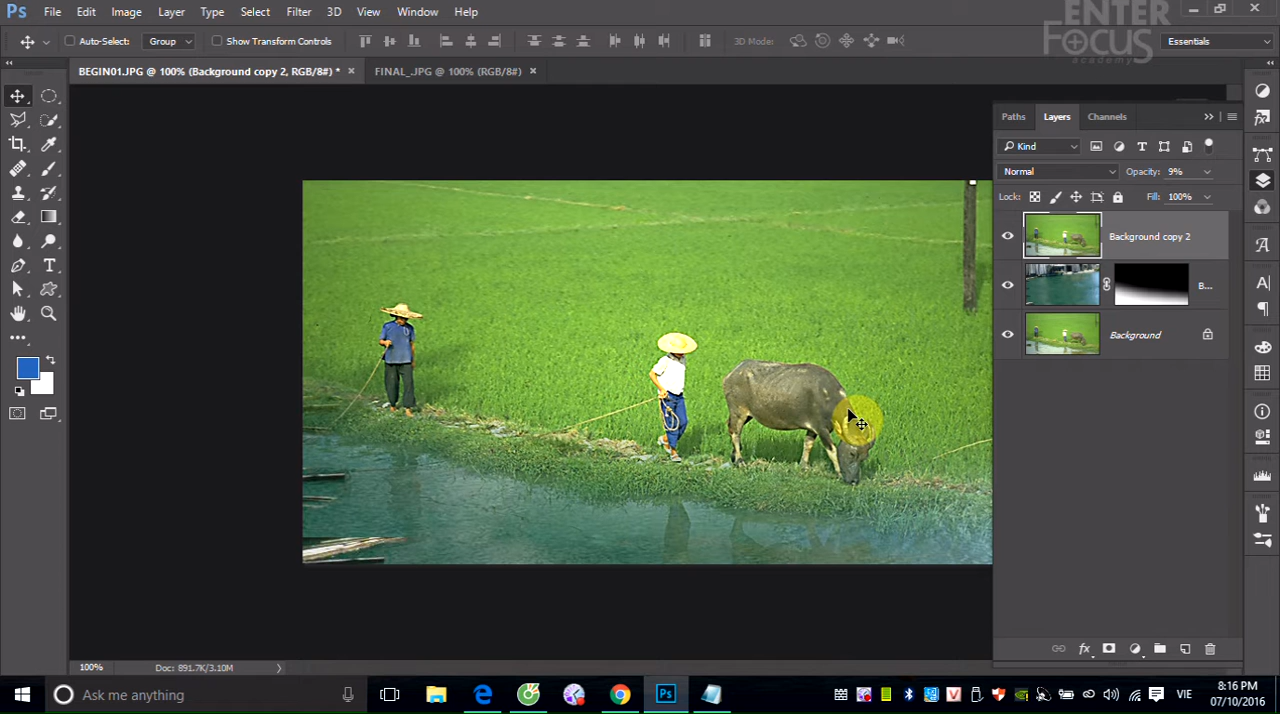 Ps File Edit Image Layer Type Select Filter 3D View Window Help
ENTER
FOCUS
academy
Auto-Select: Group Show Transform Controls 3D Mode: Essentials
BEGIN01.JPG @ 100% (Background copy 2, RGB/8#) * × FINAL_.JPG @ 100% (RGB/8#) ×
Paths Layers Channels
Kind
Normal Opacity: 9%
Lock: Fill: 100%
Background copy 2
B...
Background
fx
100% Doc: 891.7K/3.10M
Ask me anything
Ps
VIE
8:16 PM
07/10/2016